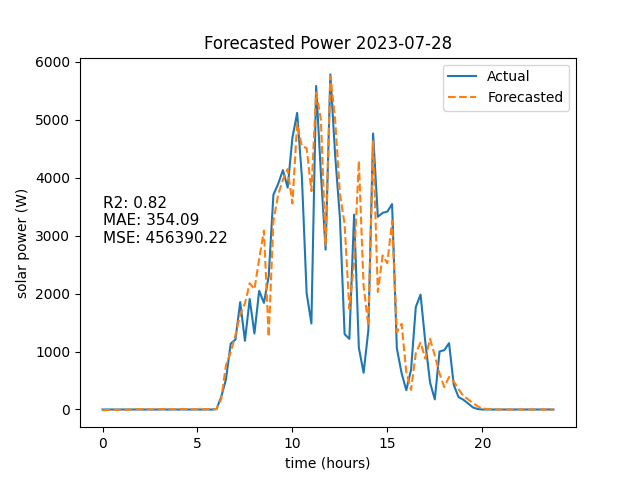 Forecasted Power 2023-07-28
6000
5000
4000
3000
2000
1000
0
solar power (W)
Actual
Forecasted
R2: 0.82
MAE: 354.09
MSE: 456390.22
0
5
10
15
20
time (hours)